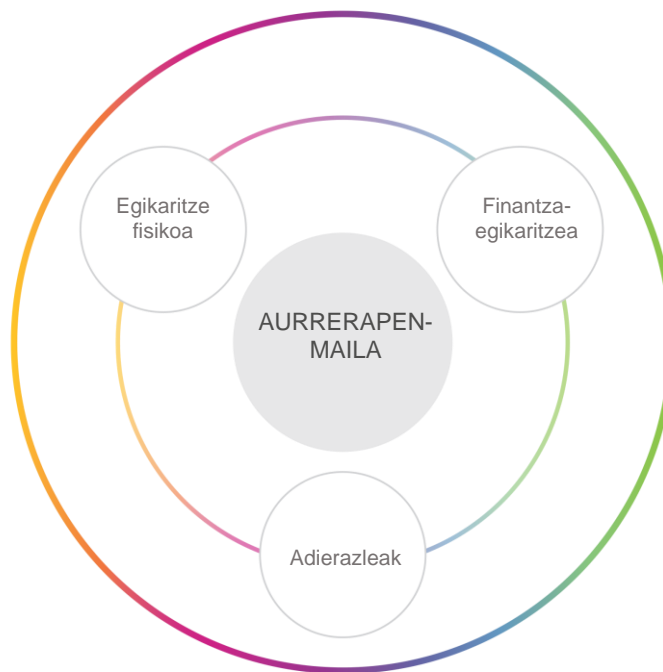 Egikaritze
fisikoa
Finantza-
egikaritzea
AURRERAPEN-
MAILA
Adierazleak